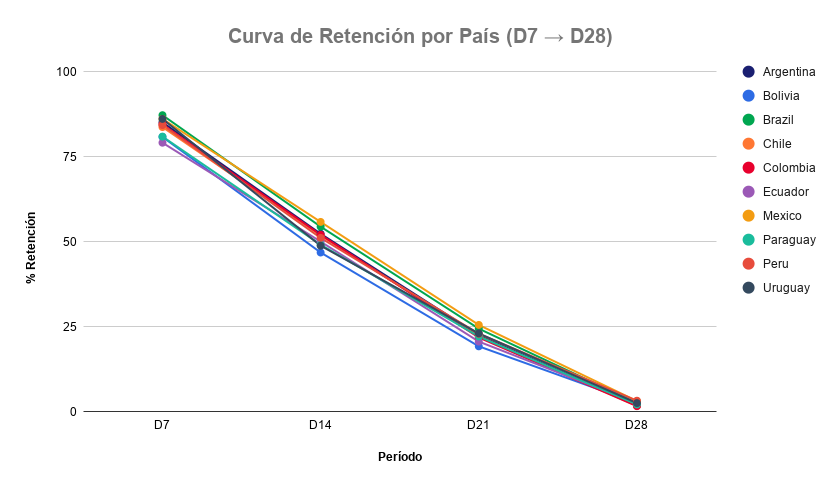 Curva de Retención por País (D7 → D28)
100
75
50
25
0
% Retención
D7
D14
D21
D28
Período
Argentina
Bolivia
Brazil
Chile
Colombia
Ecuador
Mexico
Paraguay
Peru
Uruguay